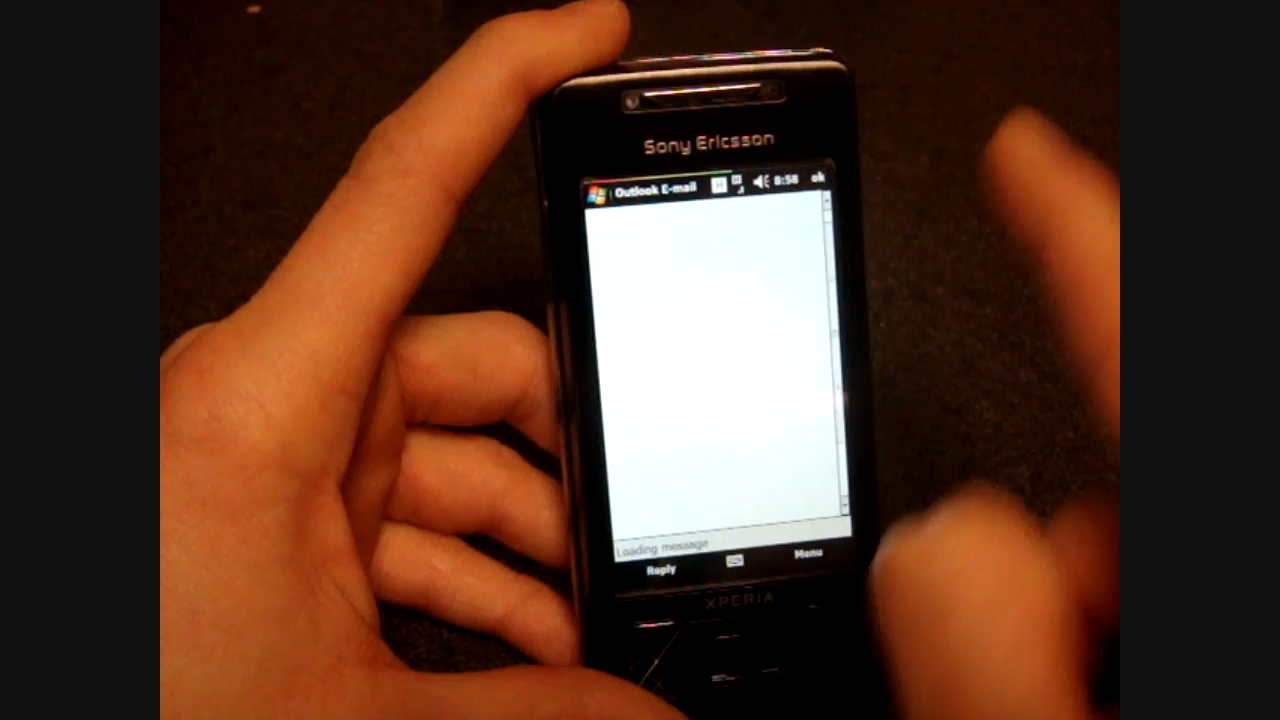 Sony Ericsson
Outlook E-mail H 8:58 ok
Loading message
Reply Menu
XPERIA